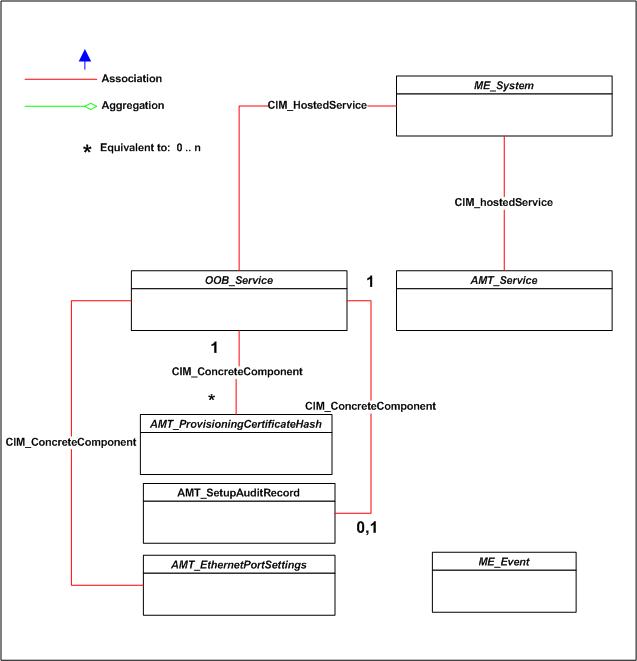 Association
Aggregation
* Equivalent to: 0 .. n
ME_System
CIM_HostedService
CIM_hostedService
OOB_Service
1
AMT_Service
1
CIM_ConcreteComponent
*
CIM_ConcreteComponent
AMT_ProvisioningCertificateHash
CIM_ConcreteComponent
AMT_SetupAuditRecord
0,1
AMT_EthernetPortSettings
ME_Event